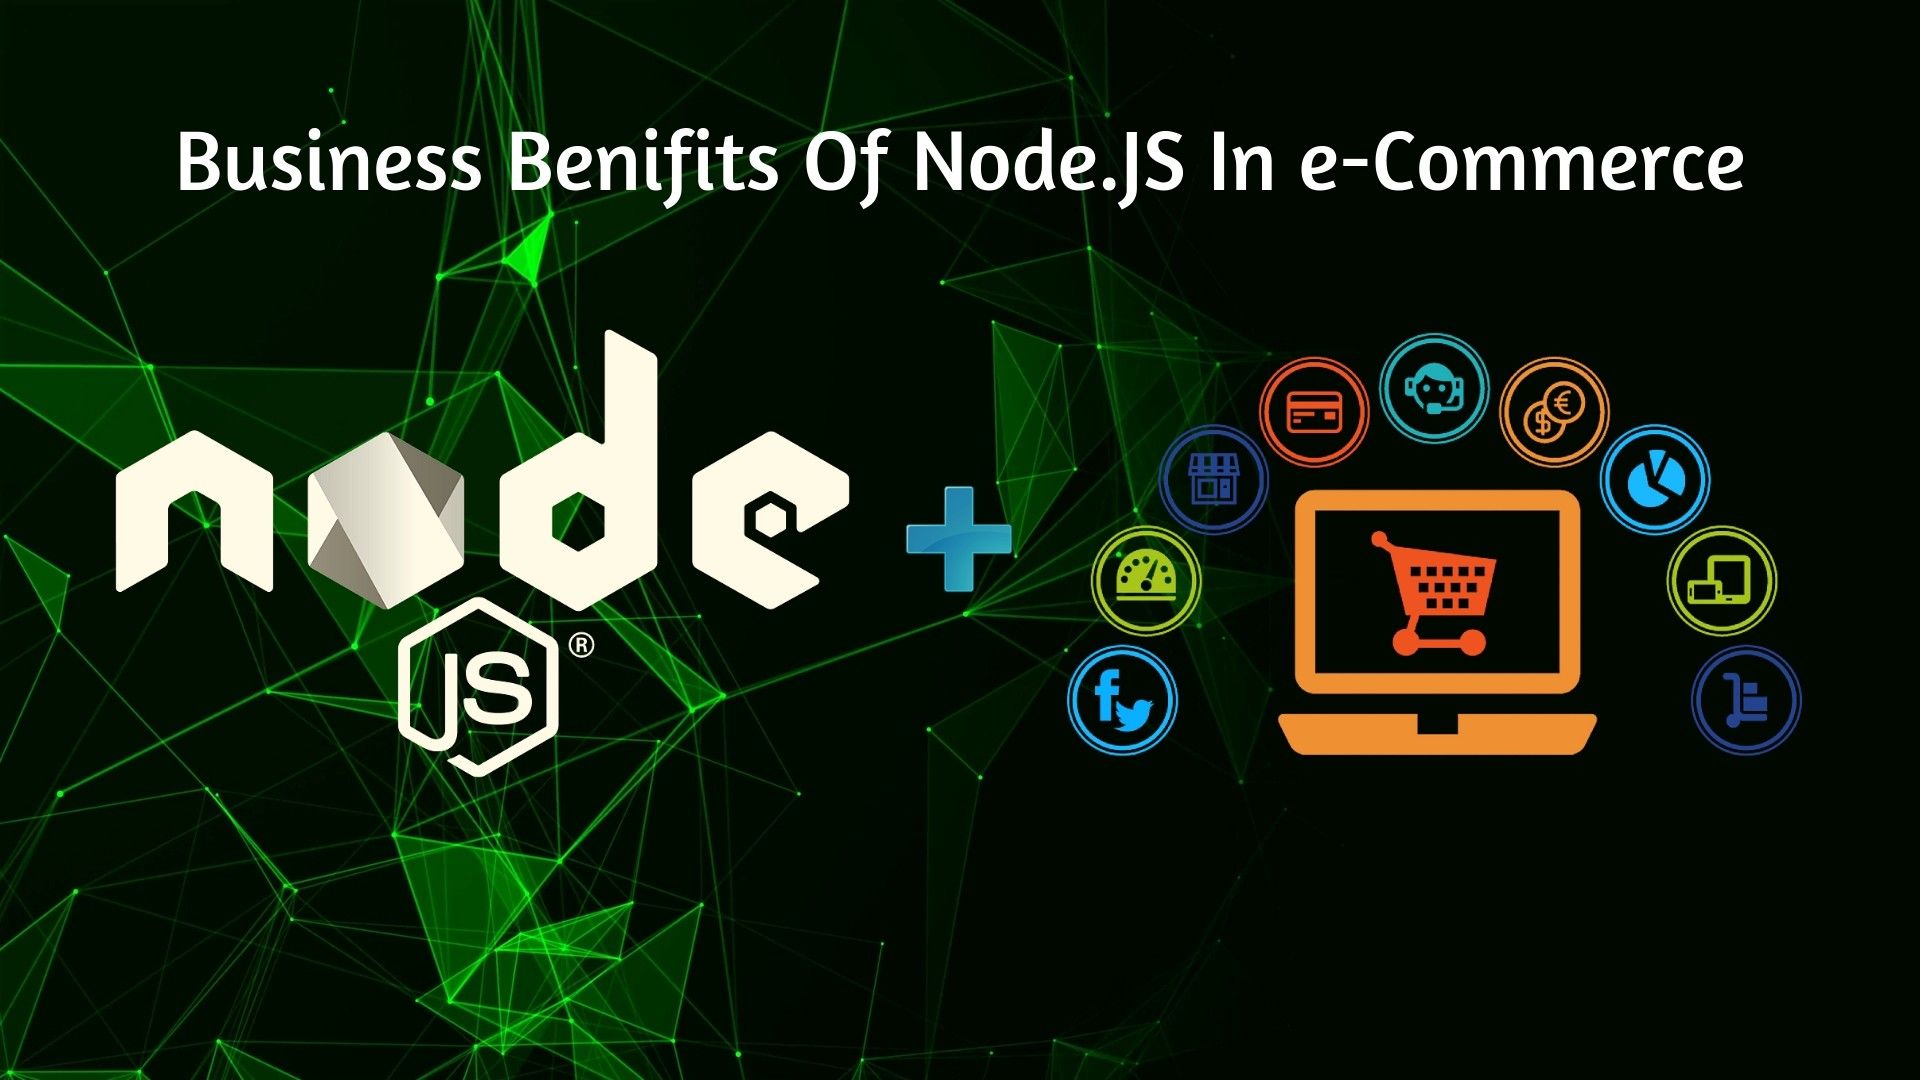 Business Benifits Of Node.JS In e-Commerce
node
JS ®
$ €
f